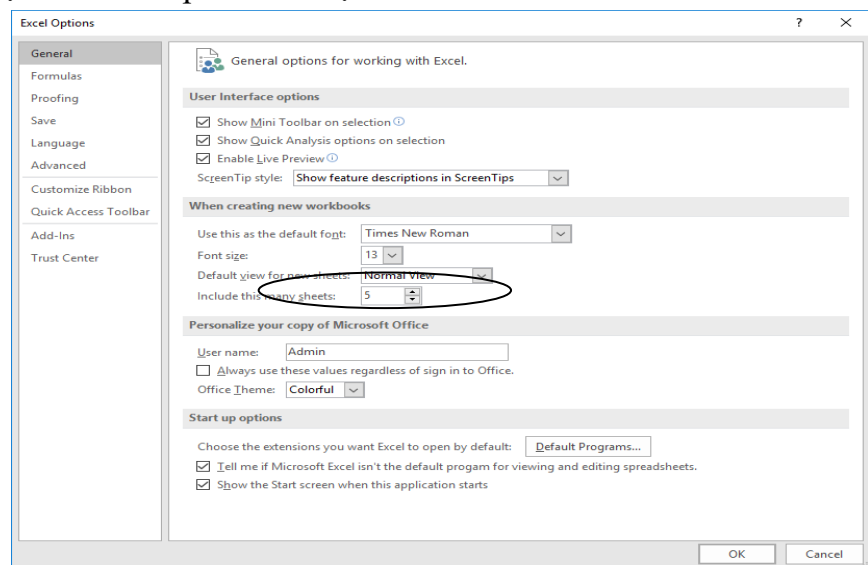 Excel Options ? ×
General
Formulas
Proofing
Save
Language
Advanced
Customize Ribbon
Quick Access Toolbar
Add-Ins
Trust Center
General options for working with Excel.
User Interface options
Show Mini Toolbar on selection
Show Quick Analysis options on selection
Enable Live Preview
ScreenTip style: Show feature descriptions in ScreenTips
When creating new workbooks
Use this as the default font: Times New Roman
Font size: 13
Default view for new sheets: Normal View
Include this many sheets: 5
Personalize your copy of Microsoft Office
User name: Admin
Always use these values regardless of sign in to Office.
Office Theme: Colorful
Start up options
Choose the extensions you want Excel to open by default: Default Programs...
Tell me if Microsoft Excel isn't the default progam for viewing and editing spreadsheets.
Show the Start screen when this application starts
OK Cancel